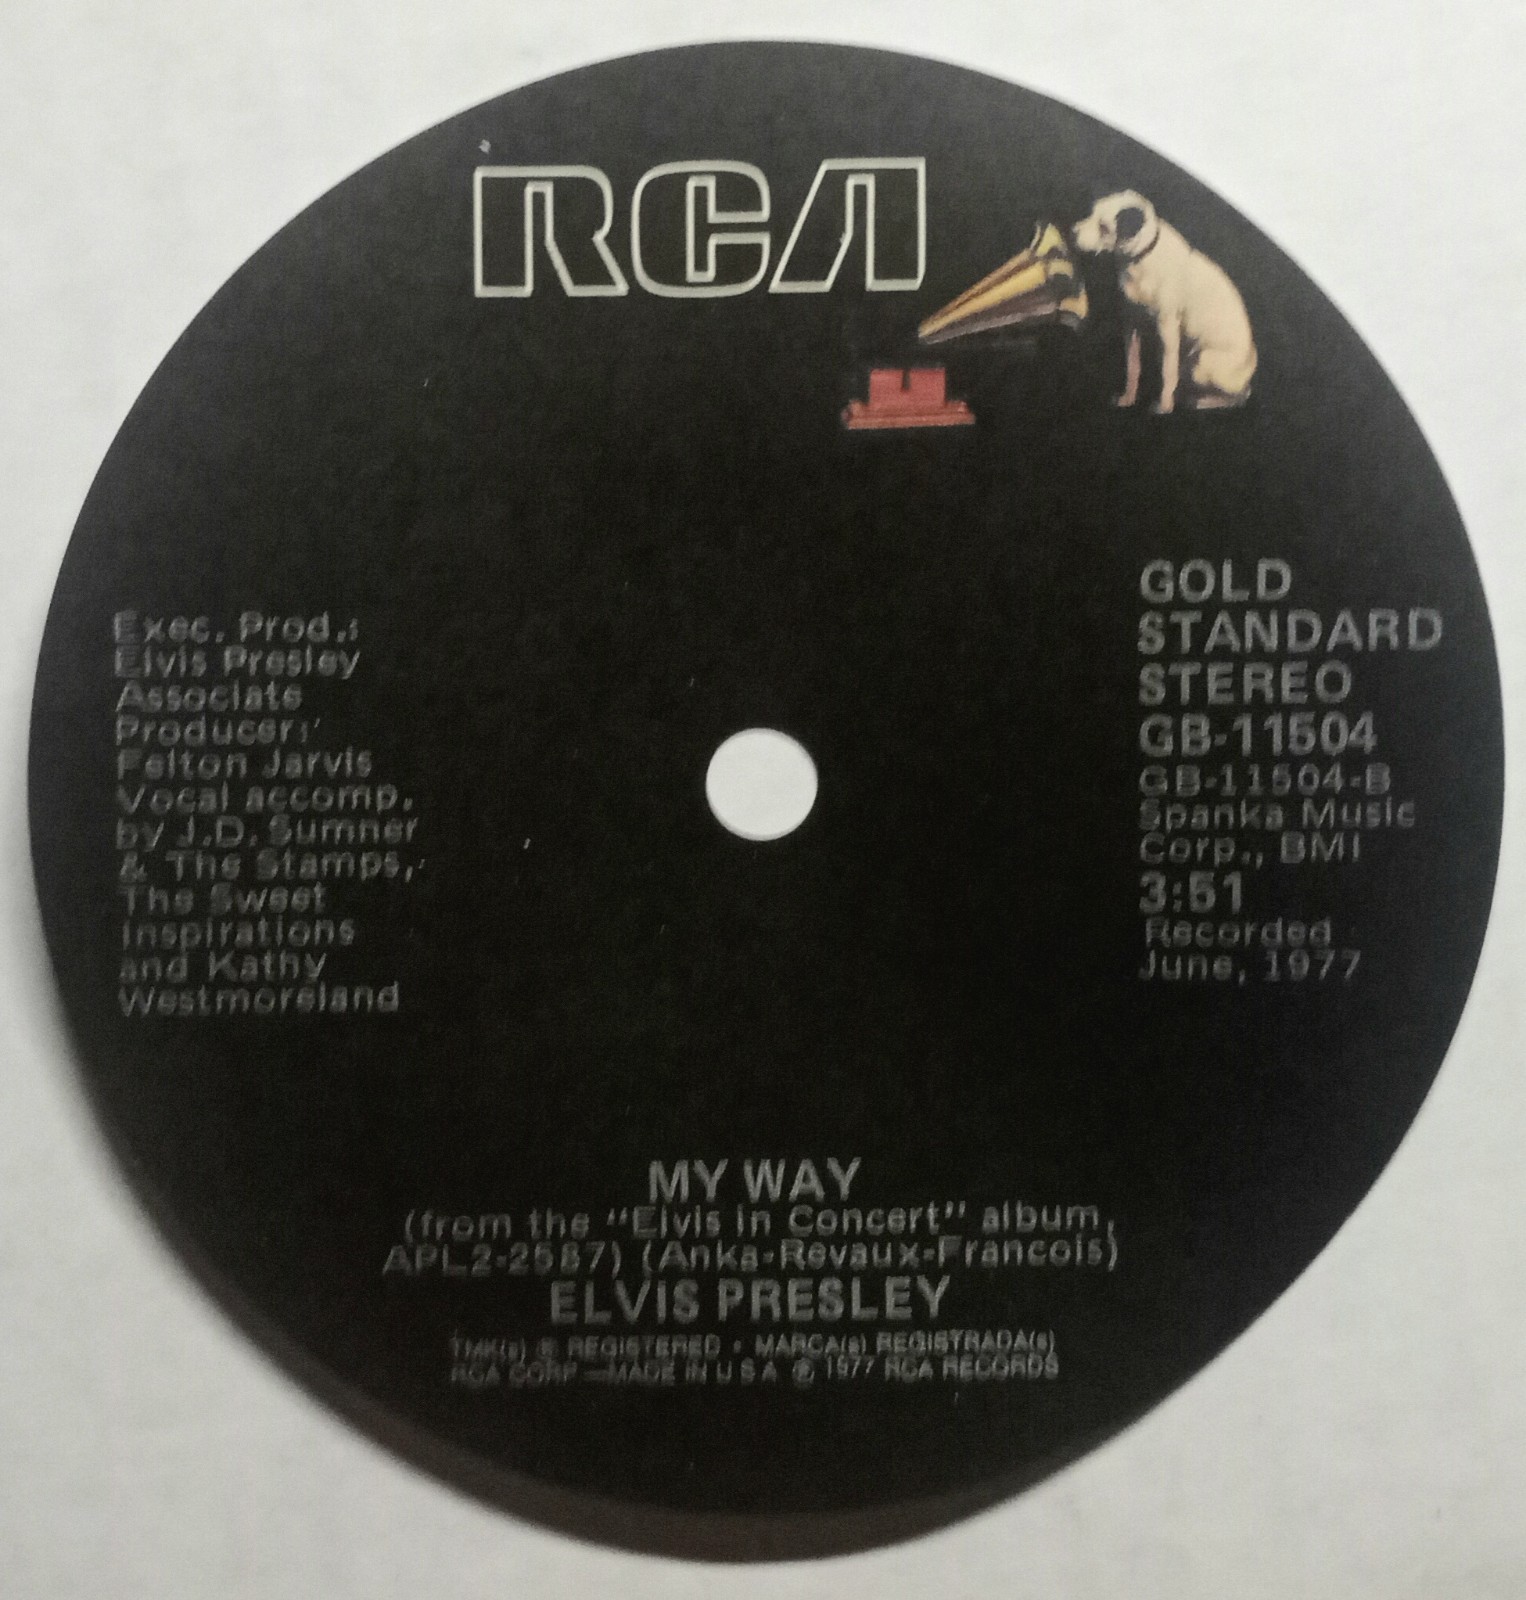 RCA
GOLD
STANDARD
STEREO
GB-11504
GB-11504-B
Spanka Music
Corp., BMI
3:51
Recorded
June, 1977
Exec. Prod.:
Elvis Presley
Associate
Producer:
Felton Jarvis
Vocal accomp.
by J.D. Sumner
& The Stamps,
The Sweet
Inspirations
and Kathy
Westmoreland
MY WAY
(from the "Elvis in Concert" album,
APL2-2587) (Anka-Revaux-Francois)
ELVIS PRESLEY
TMK(s) ® REGISTERED • MARCA(s) REGISTRADA(s)
RCA CORP—MADE IN U S A ℗ 1977 RCA RECORDS